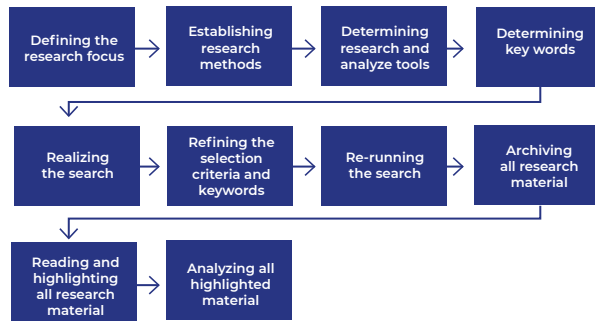 Defining the
research focus
Establishing
research
methods
Determining
research and
analyze tools
Determining
key words
Realizing
the search
Refining the
selection
criteria and
keywords
Re-running
the search
Archiving
all research
material
Reading and
highlighting
all research
material
Analyzing all
highlighted
material